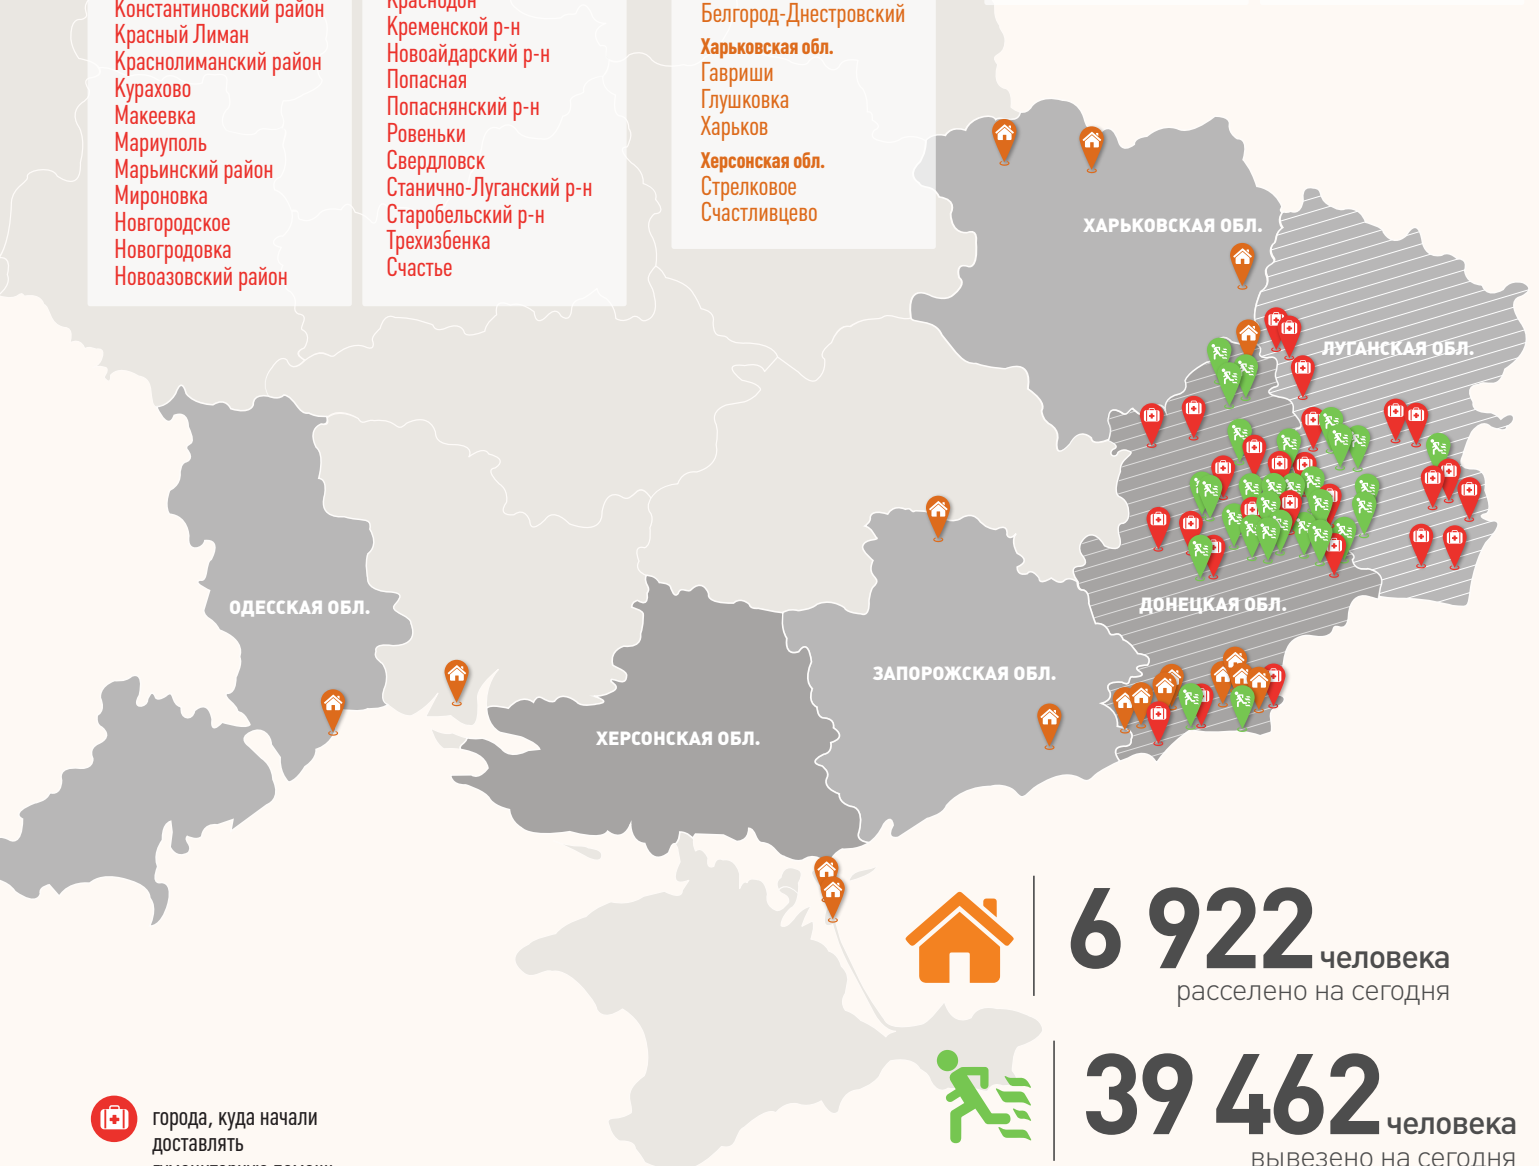 Константиновский район
Красный Лиман
Краснолиманский район
Курахово
Макеевка
Мариуполь
Марьинский район
Мироновка
Новгородское
Новогродовка
Новоазовский район
Краснодон
Кременской р-н
Новоайдарский р-н
Попасная
Попаснянский р-н
Ровеньки
Свердловск
Станично-Луганский р-н
Старобельский р-н
Трехизбенка
Счастье
Белгород-Днестровский
Харьковская обл.
Гавриши
Глушковка
Харьков
Херсонская обл.
Стрелковое
Счастливцево
ХАРЬКОВСКАЯ ОБЛ.
ЛУГАНСКАЯ ОБЛ.
ДОНЕЦКАЯ ОБЛ.
ОДЕССКАЯ ОБЛ.
ЗАПОРОЖСКАЯ ОБЛ.
ХЕРСОНСКАЯ ОБЛ.
6 922 человека
расселено на сегодня
39 462 человека
вывезено на сегодня
города, куда начали
доставлять